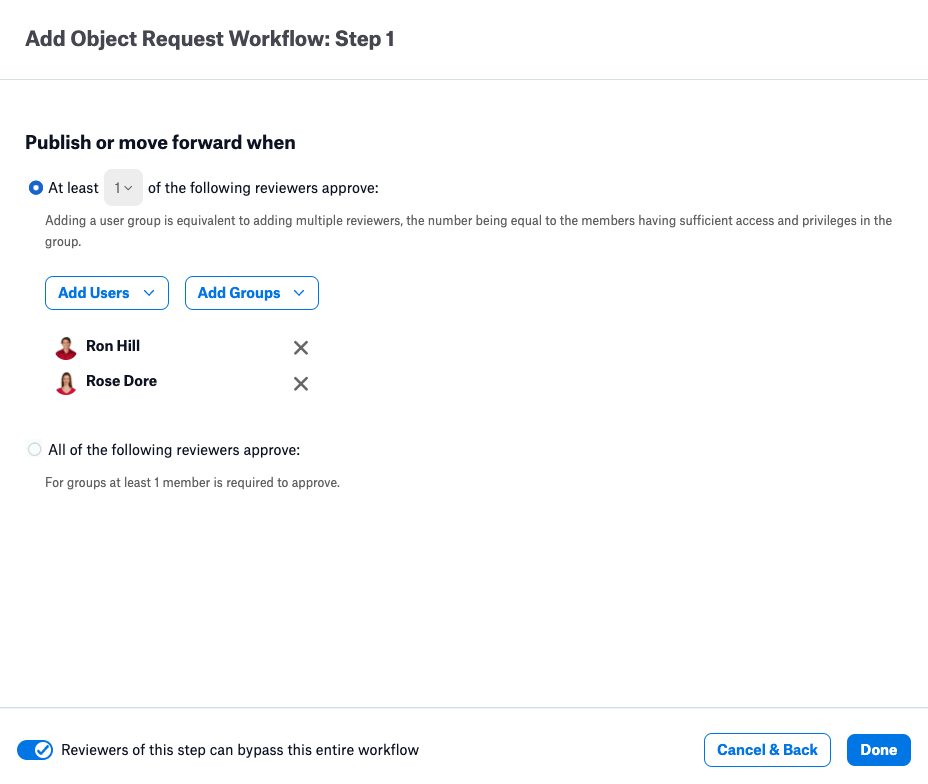 Add Object Request Workflow: Step 1
Publish or move forward when
At least 1 of the following reviewers approve:
Adding a user group is equivalent to adding multiple reviewers, the number being equal to the members having sufficient access and privileges in the
group.
Add Users Add Groups
Ron Hill
Rose Dore
All of the following reviewers approve:
For groups at least 1 member is required to approve.
Reviewers of this step can bypass this entire workflow Cancel & Back Done